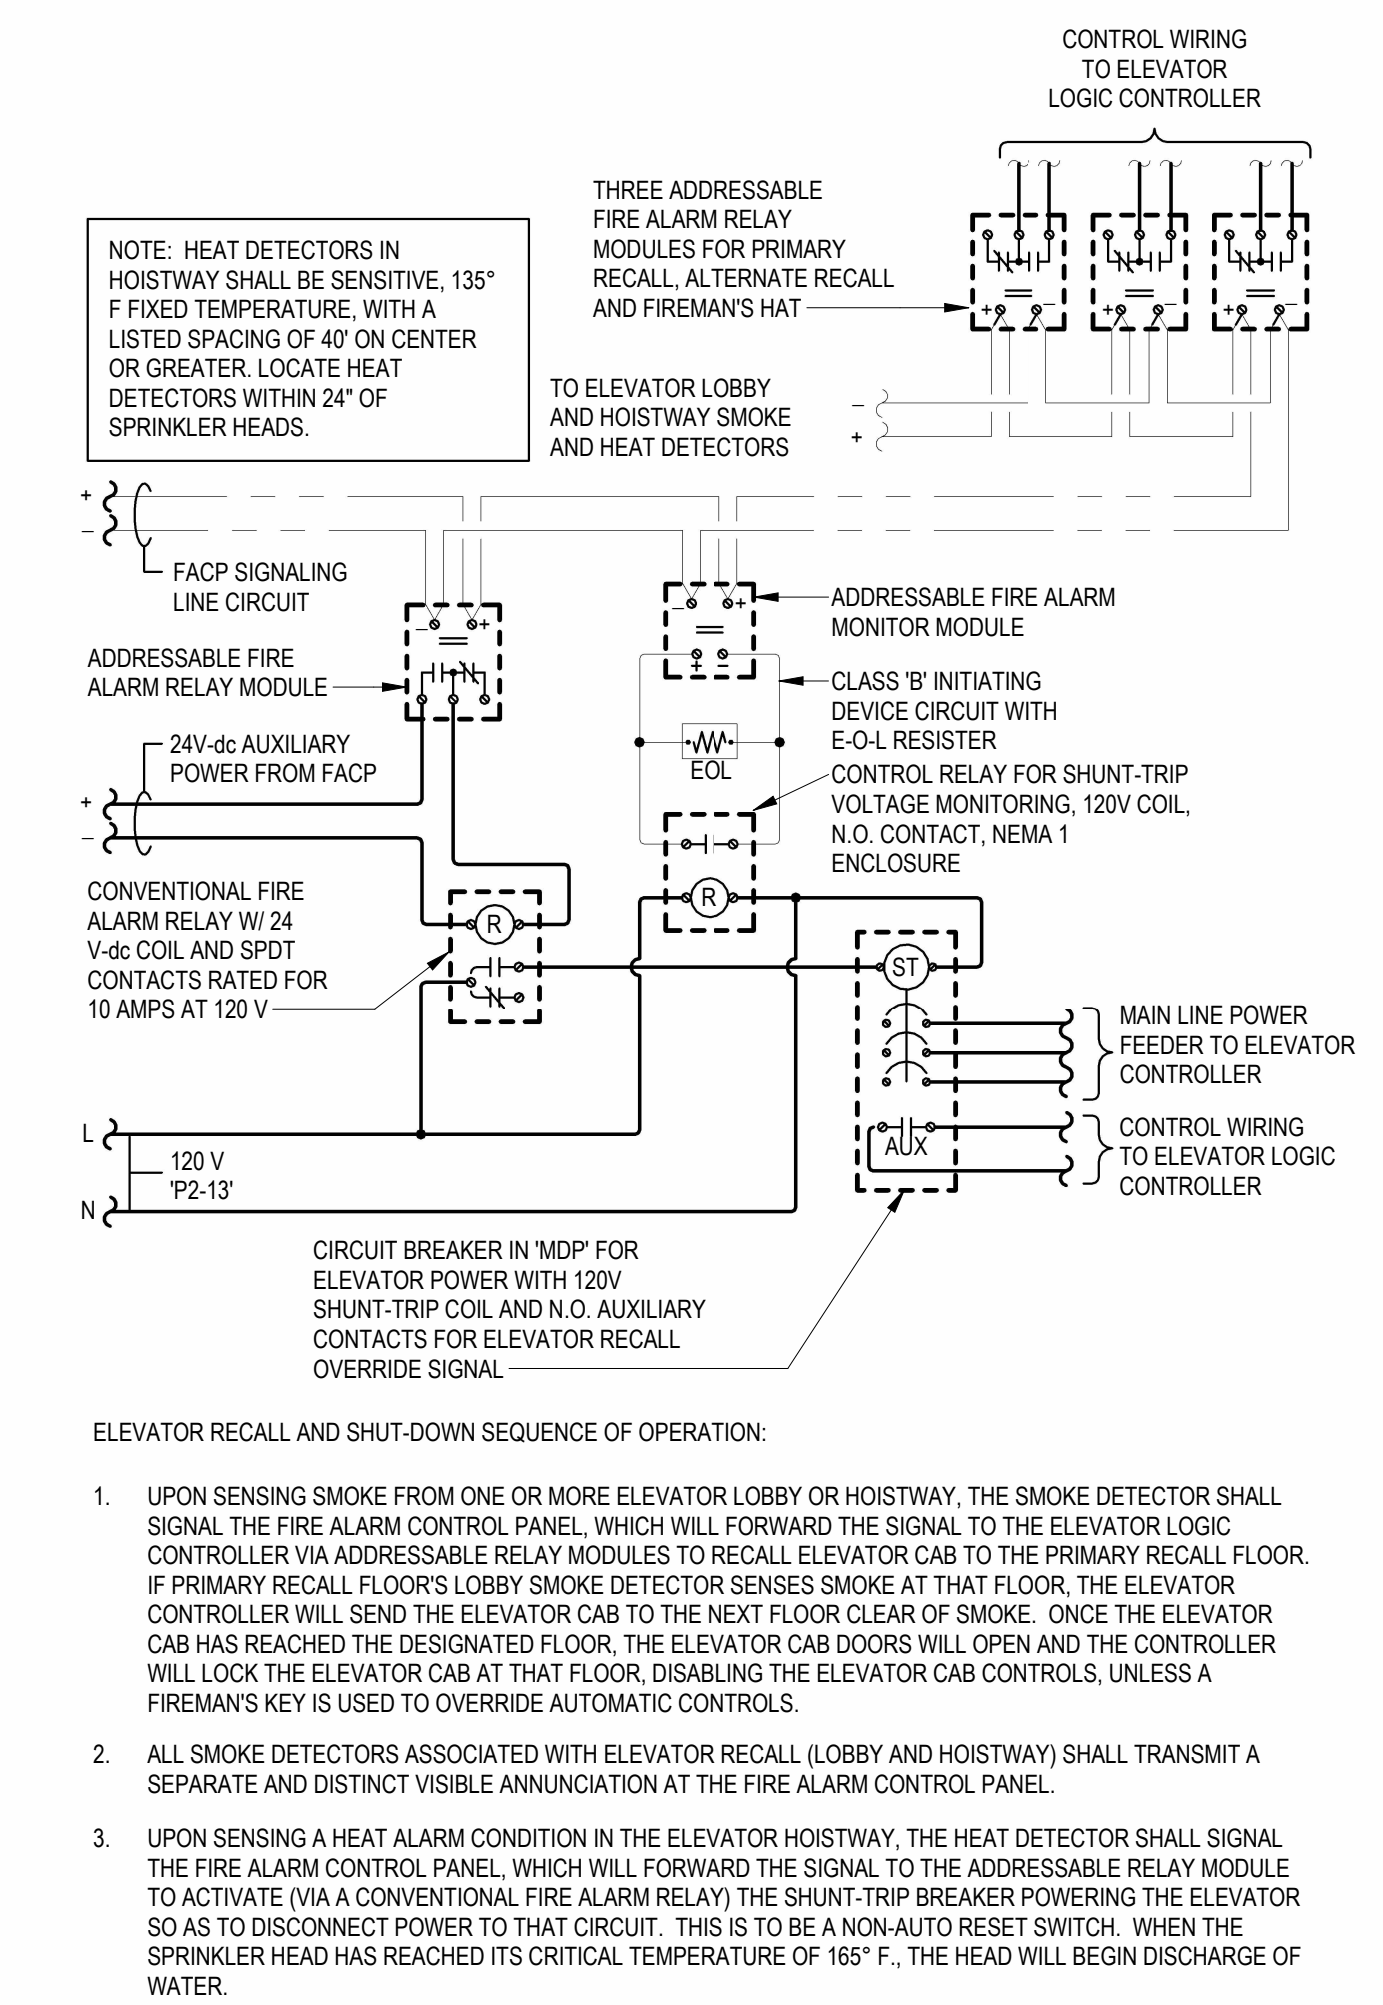 CONTROL WIRING
TO ELEVATOR
LOGIC CONTROLLER
THREE ADDRESSABLE
FIRE ALARM RELAY
MODULES FOR PRIMARY
RECALL, ALTERNATE RECALL
AND FIREMAN'S HAT
NOTE: HEAT DETECTORS IN
HOISTWAY SHALL BE SENSITIVE, 135°
F FIXED TEMPERATURE, WITH A
LISTED SPACING OF 40' ON CENTER
OR GREATER. LOCATE HEAT
DETECTORS WITHIN 24" OF
SPRINKLER HEADS.
+ – + – + –
TO ELEVATOR LOBBY
AND HOISTWAY SMOKE
AND HEAT DETECTORS
–
+
+
–
FACP SIGNALING
LINE CIRCUIT
– +
– +
+ –
ADDRESSABLE FIRE ALARM
MONITOR MODULE
ADDRESSABLE FIRE
ALARM RELAY MODULE
CLASS 'B' INITIATING
DEVICE CIRCUIT WITH
E-O-L RESISTER
EOL
24V-dc AUXILIARY
POWER FROM FACP
+
–
CONTROL RELAY FOR SHUNT-TRIP
VOLTAGE MONITORING, 120V COIL,
N.O. CONTACT, NEMA 1
ENCLOSURE
CONVENTIONAL FIRE
ALARM RELAY W/ 24
V-dc COIL AND SPDT
CONTACTS RATED FOR
10 AMPS AT 120 V
R
R
ST
MAIN LINE POWER
FEEDER TO ELEVATOR
CONTROLLER
AUX
CONTROL WIRING
TO ELEVATOR LOGIC
CONTROLLER
L
120 V
'P2-13'
N
CIRCUIT BREAKER IN 'MDP' FOR
ELEVATOR POWER WITH 120V
SHUNT-TRIP COIL AND N.O. AUXILIARY
CONTACTS FOR ELEVATOR RECALL
OVERRIDE SIGNAL
ELEVATOR RECALL AND SHUT-DOWN SEQUENCE OF OPERATION:
1. UPON SENSING SMOKE FROM ONE OR MORE ELEVATOR LOBBY OR HOISTWAY, THE SMOKE DETECTOR SHALL
SIGNAL THE FIRE ALARM CONTROL PANEL, WHICH WILL FORWARD THE SIGNAL TO THE ELEVATOR LOGIC
CONTROLLER VIA ADDRESSABLE RELAY MODULES TO RECALL ELEVATOR CAB TO THE PRIMARY RECALL FLOOR.
IF PRIMARY RECALL FLOOR'S LOBBY SMOKE DETECTOR SENSES SMOKE AT THAT FLOOR, THE ELEVATOR
CONTROLLER WILL SEND THE ELEVATOR CAB TO THE NEXT FLOOR CLEAR OF SMOKE. ONCE THE ELEVATOR
CAB HAS REACHED THE DESIGNATED FLOOR, THE ELEVATOR CAB DOORS WILL OPEN AND THE CONTROLLER
WILL LOCK THE ELEVATOR CAB AT THAT FLOOR, DISABLING THE ELEVATOR CAB CONTROLS, UNLESS A
FIREMAN'S KEY IS USED TO OVERRIDE AUTOMATIC CONTROLS.
2. ALL SMOKE DETECTORS ASSOCIATED WITH ELEVATOR RECALL (LOBBY AND HOISTWAY) SHALL TRANSMIT A
SEPARATE AND DISTINCT VISIBLE ANNUNCIATION AT THE FIRE ALARM CONTROL PANEL.
3. UPON SENSING A HEAT ALARM CONDITION IN THE ELEVATOR HOISTWAY, THE HEAT DETECTOR SHALL SIGNAL
THE FIRE ALARM CONTROL PANEL, WHICH WILL FORWARD THE SIGNAL TO THE ADDRESSABLE RELAY MODULE
TO ACTIVATE (VIA A CONVENTIONAL FIRE ALARM RELAY) THE SHUNT-TRIP BREAKER POWERING THE ELEVATOR
SO AS TO DISCONNECT POWER TO THAT CIRCUIT. THIS IS TO BE A NON-AUTO RESET SWITCH. WHEN THE
SPRINKLER HEAD HAS REACHED ITS CRITICAL TEMPERATURE OF 165° F., THE HEAD WILL BEGIN DISCHARGE OF
WATER.